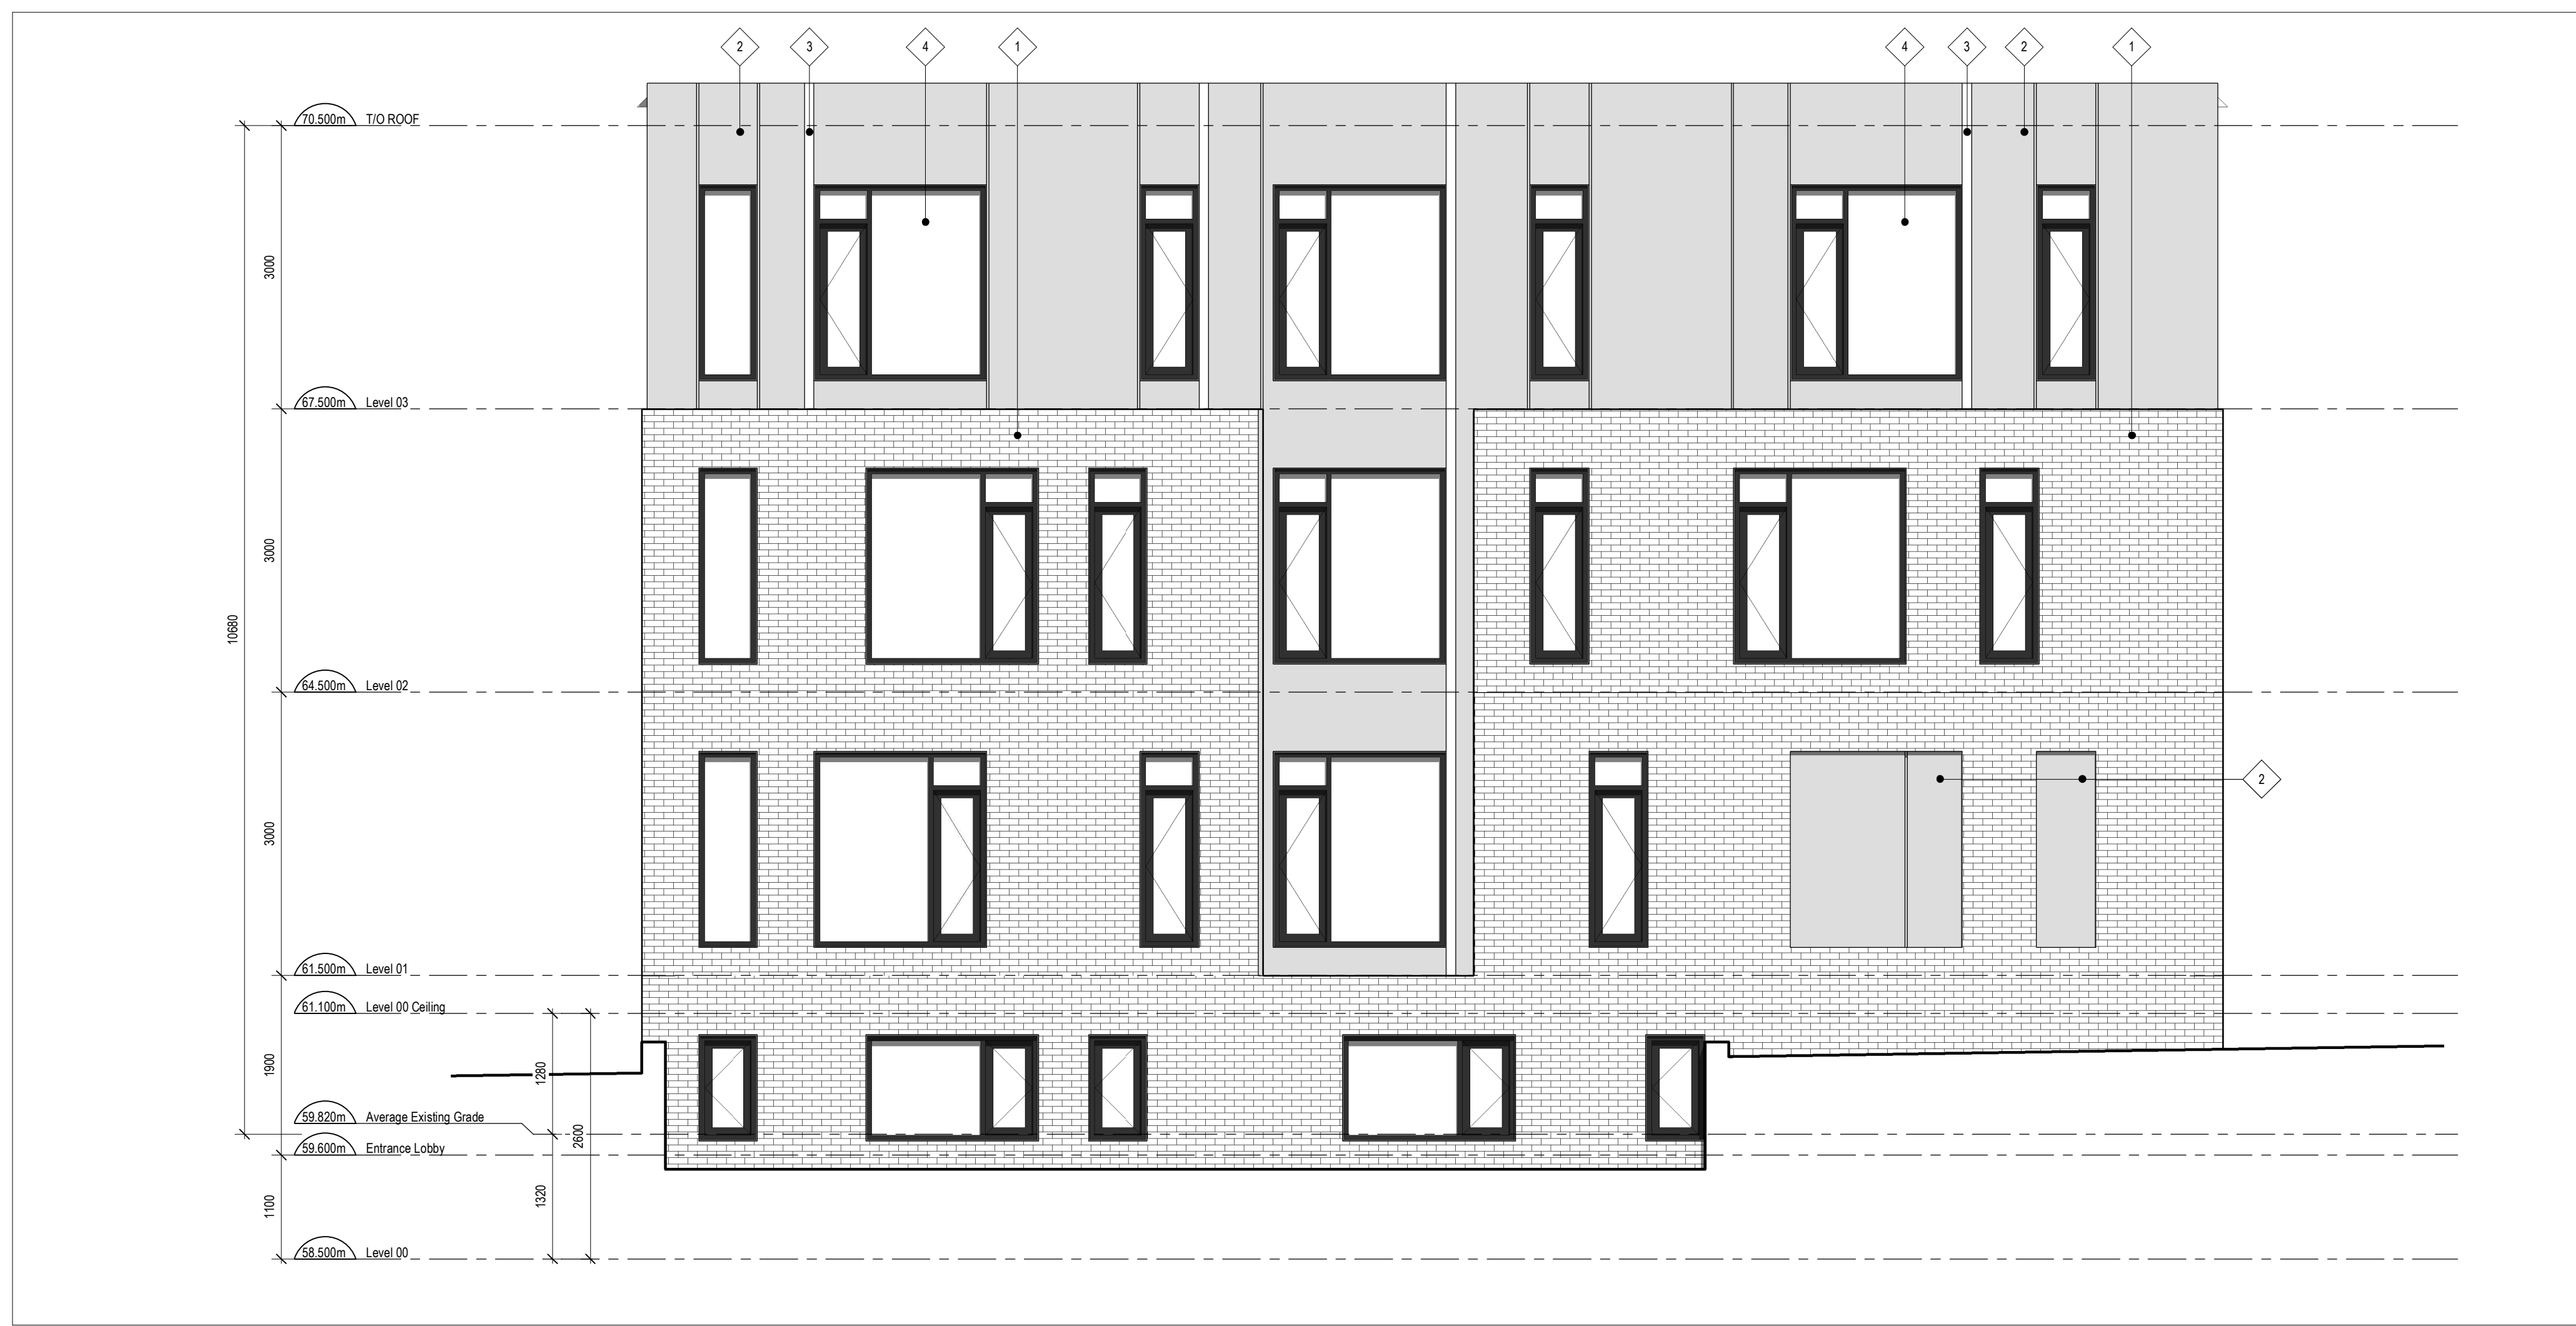 2 3 4 1 4 3 2 1
70.500m T/O ROOF
3000
67.500m Level 03
3000
10680
64.500m Level 02
2
3000
61.500m Level 01
61.100m Level 00 Ceiling
1900
1280
59.820m Average Existing Grade
2600
59.600m Entrance Lobby
1320
1100
58.500m Level 00